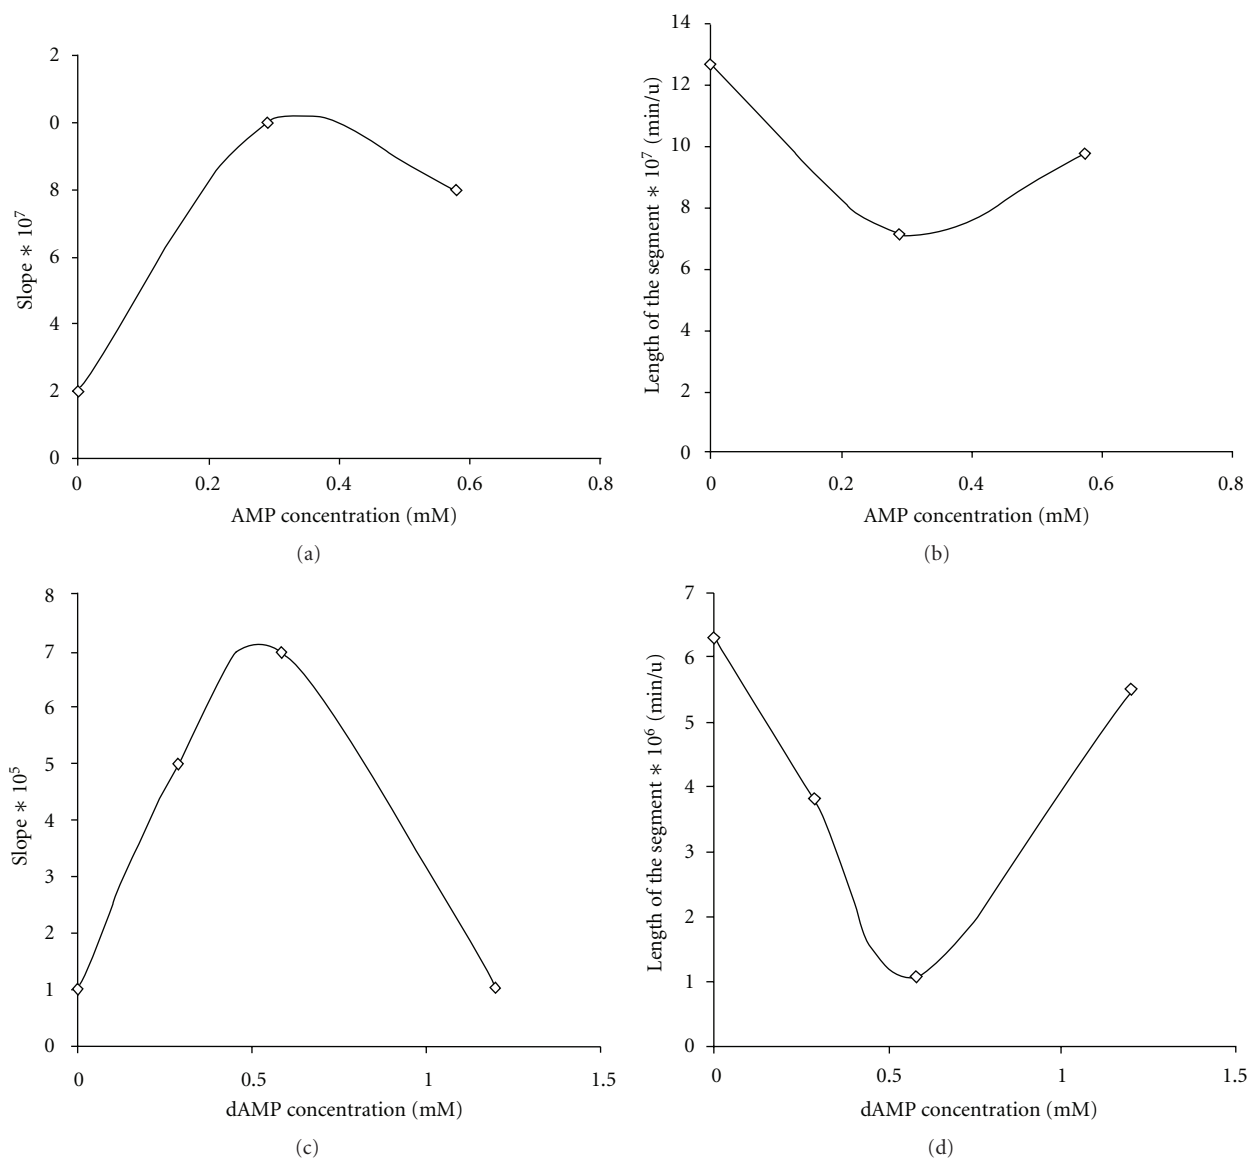 2
0
8
6
4
2
0
Slope ∗ 10⁷
0 0.2 0.4 0.6 0.8
AMP concentration (mM)
(a)
14
12
10
8
6
4
2
0
Length of the segment ∗ 10⁷ (min/u)
0 0.2 0.4 0.6 0.8
AMP concentration (mM)
(b)
8
7
6
5
4
3
2
1
0
Slope ∗ 10⁵
0 0.5 1 1.5
dAMP concentration (mM)
(c)
7
6
5
4
3
2
1
0
Length of the segment ∗ 10⁶ (min/u)
0 0.5 1 1.5
dAMP concentration (mM)
(d)